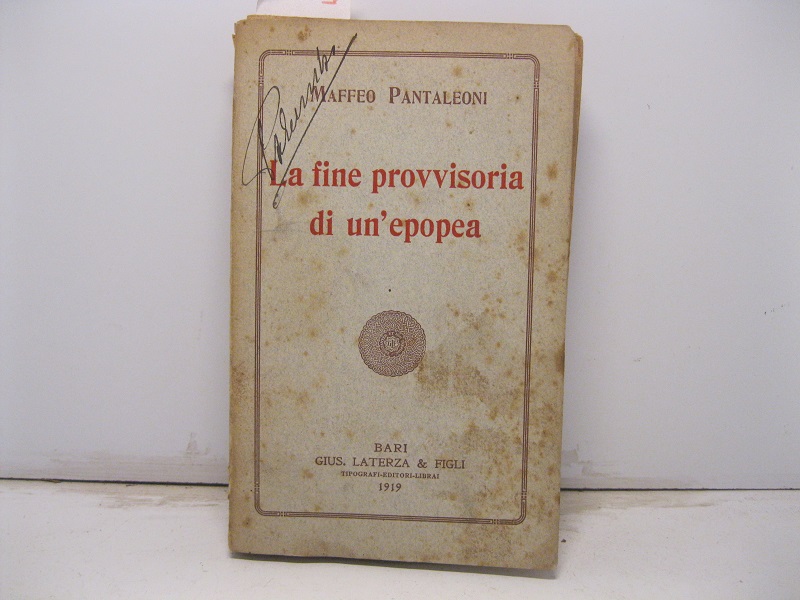 MAFFEO PANTALEONI
La fine provvisoria
di un'epopea
BARI
GIUS. LATERZA & FIGLI
TIPOGRAFI-EDITORI-LIBRAI
1919